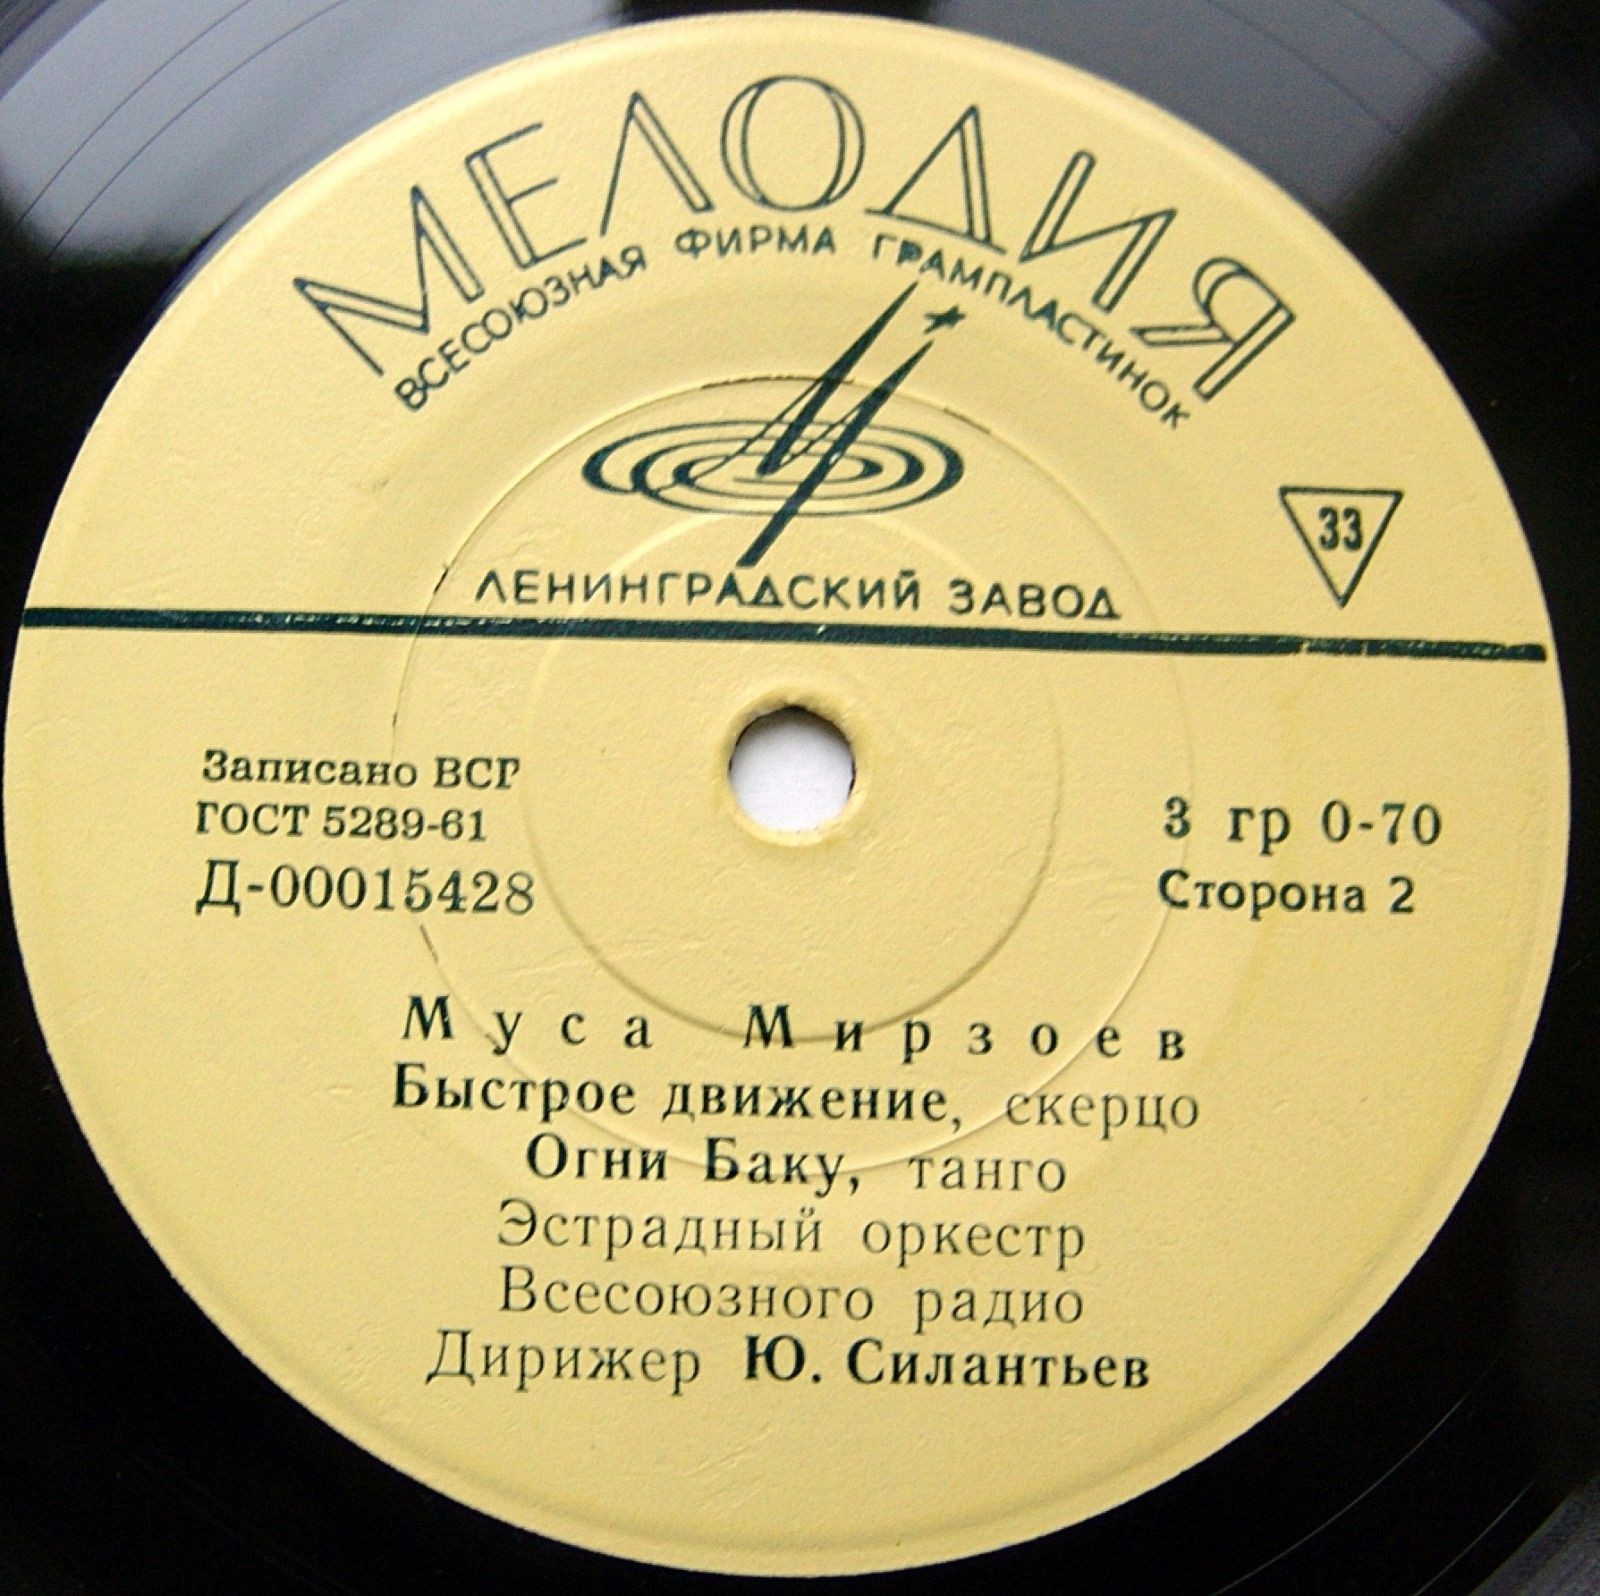 МЕЛОДИЯ
ВСЕСОЮЗНАЯ ФИРМА ГРАМПЛАСТИНОК
33
ЛЕНИНГРАДСКИЙ ЗАВОД
Записано ВСГ
ГОСТ 5289-61
Д-00015428
3 гр 0-70
Сторона 2
Муса Мирзоев
Быстрое движение, скерцо
Огни Баку, танго
Эстрадный оркестр
Всесоюзного радио
Дирижер Ю. Силантьев